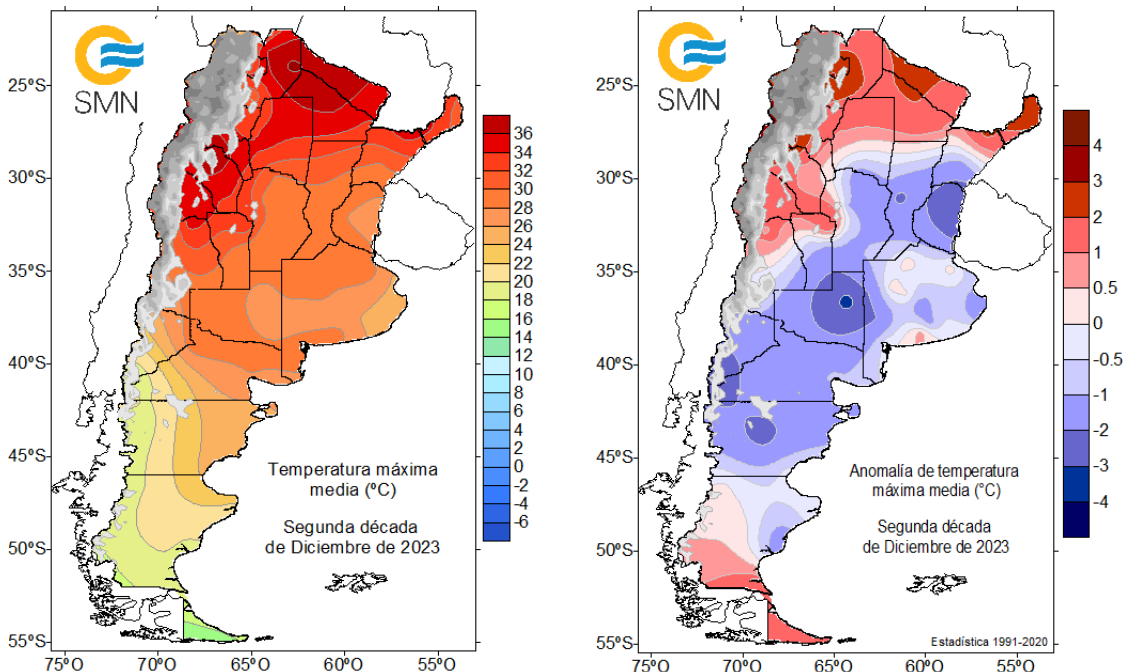 SMN
25ºS
30ºS
35ºS
40ºS
45ºS
50ºS
55ºS
75ºO
70ºO
65ºO
60ºO
55ºO
36
34
32
30
28
26
24
22
20
18
16
14
12
10
8
6
4
2
0
-2
-4
-6
Temperatura máxima
media (ºC)
Segunda década
de Diciembre de 2023
SMN
25ºS
30ºS
35ºS
40ºS
45ºS
50ºS
55ºS
75ºO
70ºO
65ºO
60ºO
55ºO
4
3
2
1
0.5
0
-0.5
-1
-2
-3
-4
Anomalía de temperatura
máxima media (°C)
Segunda década
de Diciembre de 2023
Estadística 1991-2020